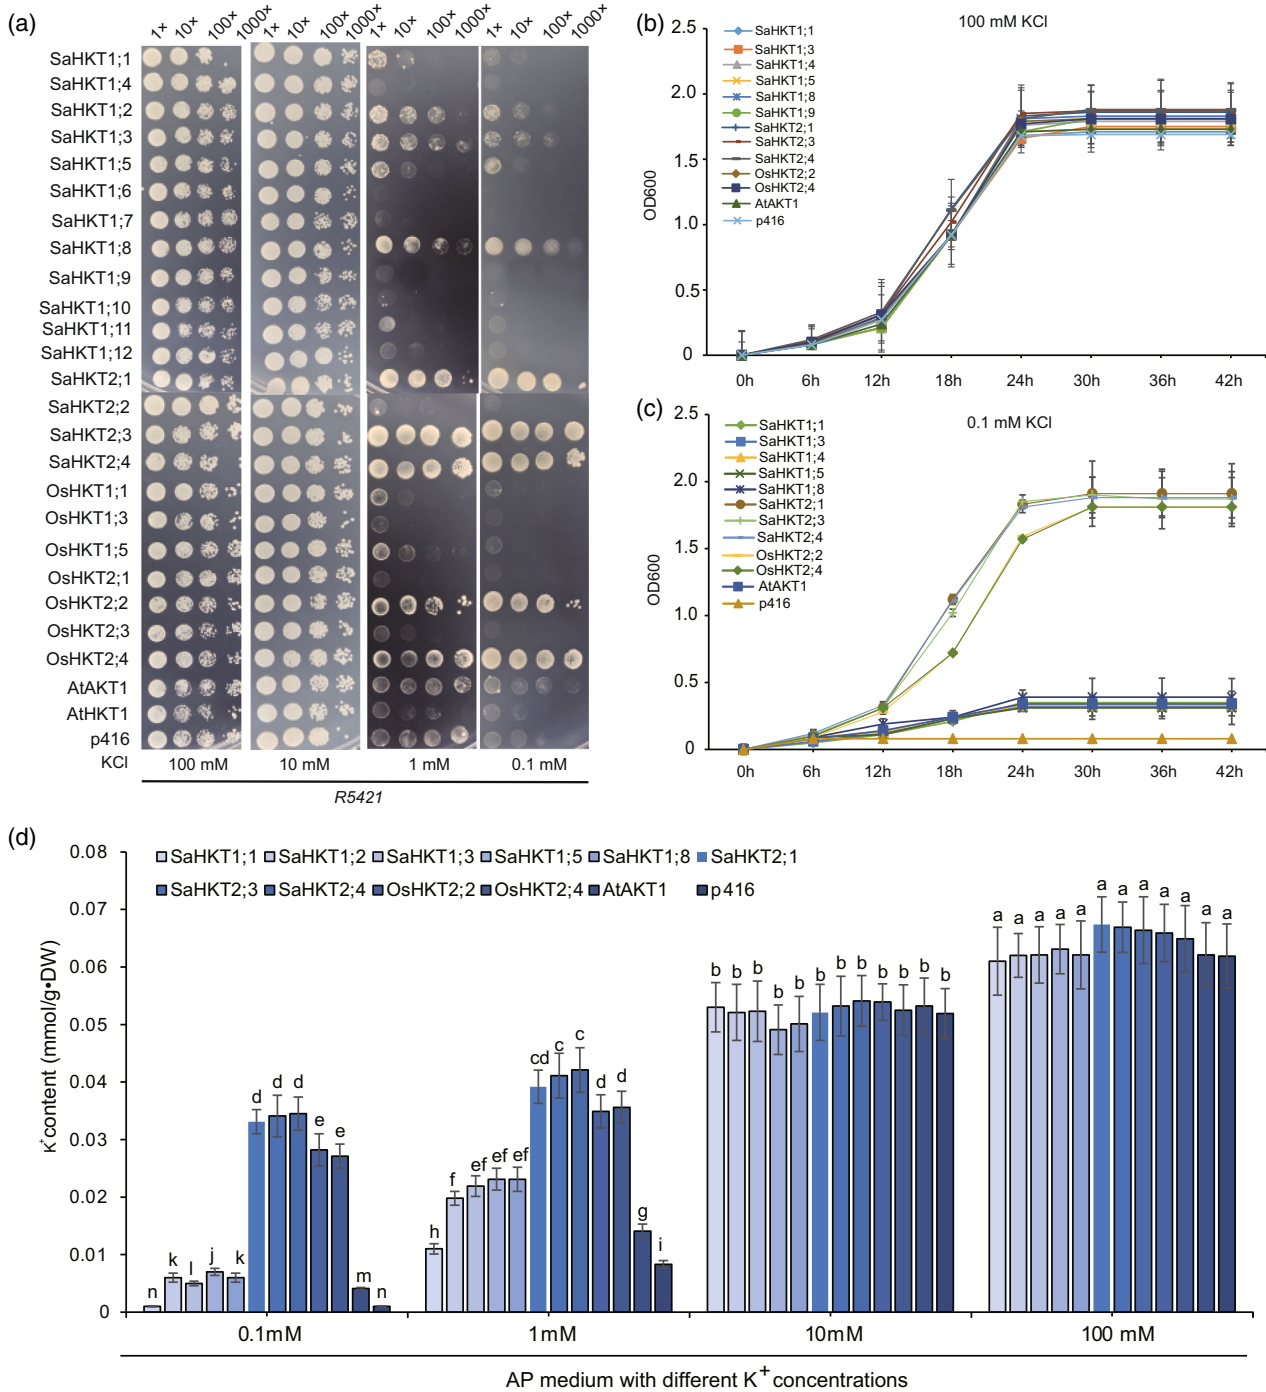 (a)
1× 10× 100× 1000× 1× 10× 100× 1000× 1× 10× 100× 1000× 1× 10× 100× 1000×
SaHKT1;1
SaHKT1;4
SaHKT1;2
SaHKT1;3
SaHKT1;5
SaHKT1;6
SaHKT1;7
SaHKT1;8
SaHKT1;9
SaHKT1;10
SaHKT1;11
SaHKT1;12
SaHKT2;1
SaHKT2;2
SaHKT2;3
SaHKT2;4
OsHKT1;1
OsHKT1;3
OsHKT1;5
OsHKT2;1
OsHKT2;2
OsHKT2;3
OsHKT2;4
AtAKT1
AtHKT1
p416
KCl 100 mM 10 mM 1 mM 0.1 mM
R5421
(b)
100 mM KCl
2.5
2.0
1.5
1.0
0.5
0
OD600
SaHKT1;1
SaHKT1;3
SaHKT1;4
SaHKT1;5
SaHKT1;8
SaHKT1;9
SaHKT2;1
SaHKT2;3
SaHKT2;4
OsHKT2;2
OsHKT2;4
AtAKT1
p416
0h 6h 12h 18h 24h 30h 36h 42h
(c)
0.1 mM KCl
2.5
2.0
1.5
1.0
0.5
0
OD600
SaHKT1;1
SaHKT1;3
SaHKT1;4
SaHKT1;5
SaHKT1;8
SaHKT2;1
SaHKT2;3
SaHKT2;4
OsHKT2;2
OsHKT2;4
AtAKT1
p416
0h 6h 12h 18h 24h 30h 36h 42h
(d)
0.08
0.07
0.06
0.05
0.04
0.03
0.02
0.01
0
K+content (mmol/g•DW)
SaHKT1;1 SaHKT1;2 SaHKT1;3 SaHKT1;5 SaHKT1;8 SaHKT2;1
SaHKT2;3 SaHKT2;4 OsHKT2;2 OsHKT2;4 AtAKT1 p416
n k l j k d d d e e m n
h f ef ef ef cd c c d d g i
b b b b b b b b b b b b
a a a a a a a a a a a a
0.1mM 1mM 10mM 100 mM
AP medium with different K+ concentrations